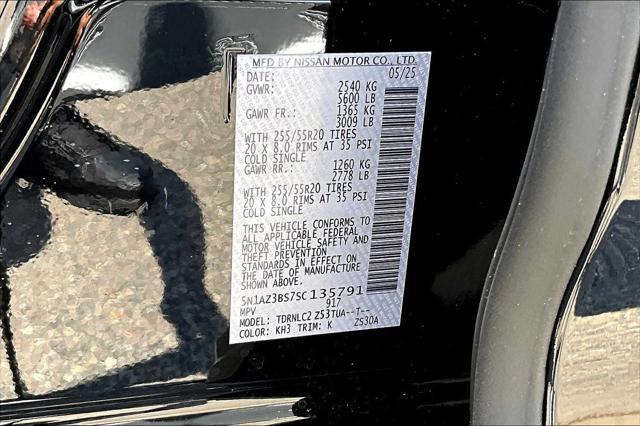 MFD BY NISSAN MOTOR CO., LTD.
DATE: 05/25
GVWR: 2540 KG
5600 LB
GAWR FR.: 1365 KG
3009 LB
WITH 255/55R20 TIRES
20 x 8.0 RIMS AT 35 PSI
COLD SINGLE
GAWR RR.: 1260 KG
2778 LB
WITH 255/55R20 TIRES
20 x 8.0 RIMS AT 35 PSI
COLD SINGLE
THIS VEHICLE CONFORMS TO
ALL APPLICABLE FEDERAL
MOTOR VEHICLE SAFETY AND
THEFT PREVENTION
STANDARDS IN EFFECT ON
THE DATE OF MANUFACTURE
SHOWN ABOVE.
5N1AZ3BS7SC135791
MPV 917
MODEL: TDRNLC2 ZS3TUA--T--
COLOR: KH3 TRIM: K ZS30A